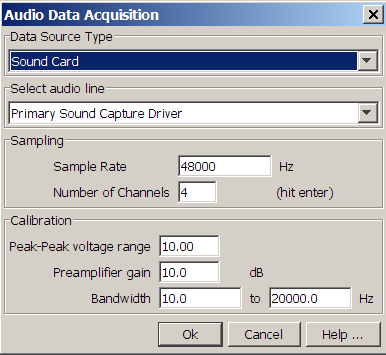 Audio Data Acquisition
Data Source Type
Sound Card
Select audio line
Primary Sound Capture Driver
Sampling
Sample Rate 48000 Hz
Number of Channels 4 (hit enter)
Calibration
Peak-Peak voltage range 10.00
Preamplifier gain 10.0 dB
Bandwidth 10.0 to 20000.0 Hz
Ok Cancel Help ...